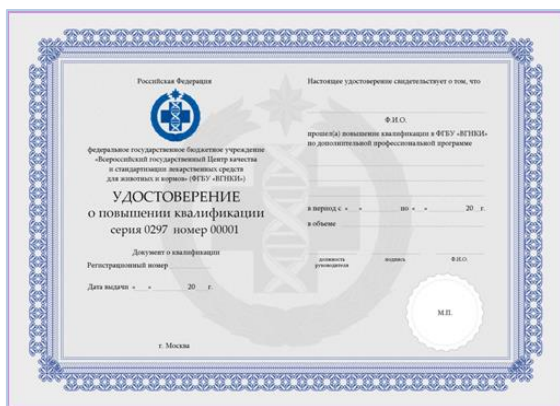 Российская Федерация
федеральное государственное бюджетное учреждение
«Всероссийский государственный Центр качества
и стандартизации лекарственных средств
для животных и кормов» (ФГБУ «ВГНКИ»)
УДОСТОВЕРЕНИЕ
о повышении квалификации
серия 0297 номер 00001
Документ о квалификации
Регистрационный номер
Дата выдачи « » 20 г.
г. Москва
Настоящее удостоверение свидетельствует о том, что
Ф.И.О.
прошел(а) повышение квалификации в ФГБУ «ВГНКИ»
по дополнительной профессиональной программе
в период с « » по « » 20 г.
в объеме
должность подпись Ф.И.О.
руководителя
М.П.